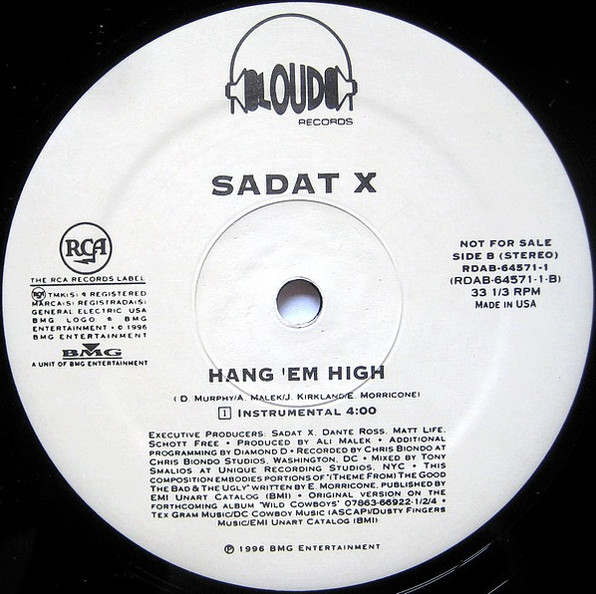 LOUD
RECORDS
SADAT X
RCA
THE RCA RECORDS LABEL
RCA TMK(S) ® REGISTERED
MARCA(S) REGISTRADA(S)
GENERAL ELECTRIC USA
BMG LOGO ® BMG
ENTERTAINMENT • © 1996
BMG ENTERTAINMENT
BMG
A UNIT OF BMG ENTERTAINMENT
NOT FOR SALE
SIDE B (STEREO)
RDAB-64571-1
(RDAB-64571-1-B)
33 1/3 RPM
MADE IN USA
HANG 'EM HIGH
( D. MURPHY/A. MALEK/J. KIRKLAND/E. MORRICONE)
1 INSTRUMENTAL 4:00
EXECUTIVE PRODUCERS: SADAT X, DANTE ROSS, MATT LIFE,
SCHOTT FREE • PRODUCED BY ALI MALEK • ADDITIONAL
PROGRAMMING BY DIAMOND D • RECORDED BY CHRIS BIONDO AT
CHRIS BIONDO STUDIOS, WASHINGTON, DC • MIXED BY TONY
SMALIOS AT UNIQUE RECORDING STUDIOS, NYC • THIS
COMPOSITION EMBODIES PORTIONS OF "(THEME FROM) THE GOOD
THE BAD & THE UGLY" WRITTEN BY E. MORRICONE, PUBLISHED BY
EMI UNART CATALOG (BMI) • ORIGINAL VERSION ON THE
FORTHCOMING ALBUM "WILD COWBOYS" 07863-66922-1/2/4 •
TEX GRAM MUSIC/DC COWBOY MUSIC (ASCAP)/DUSTY FINGERS
MUSIC/EMI UNART CATALOG (BMI)
℗ 1996 BMG ENTERTAINMENT